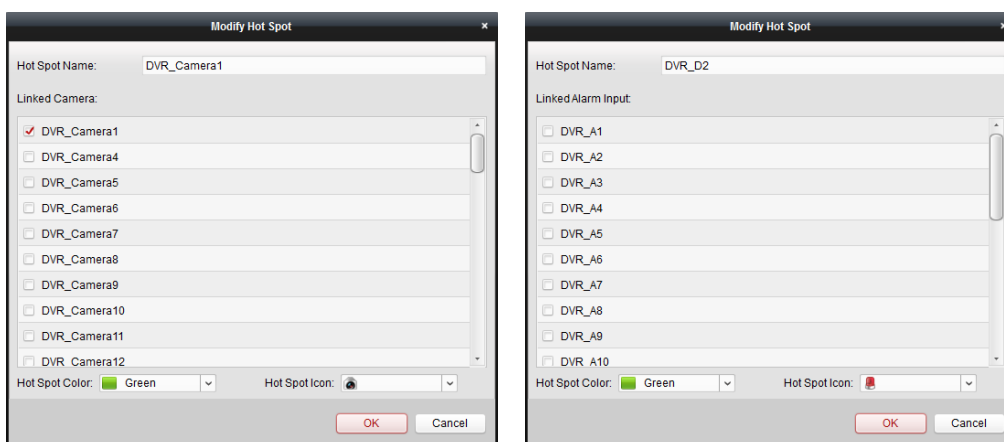 Modify Hot Spot ×
Hot Spot Name: DVR_Camera1
Linked Camera:
DVR_Camera1
DVR_Camera4
DVR_Camera5
DVR_Camera6
DVR_Camera7
DVR_Camera8
DVR_Camera9
DVR_Camera10
DVR_Camera11
DVR_Camera12
Hot Spot Color: Green Hot Spot Icon:
OK Cancel
Modify Hot Spot ×
Hot Spot Name: DVR_D2
Linked Alarm Input:
DVR_A1
DVR_A2
DVR_A3
DVR_A4
DVR_A5
DVR_A6
DVR_A7
DVR_A8
DVR_A9
DVR_A10
Hot Spot Color: Green Hot Spot Icon:
OK Cancel